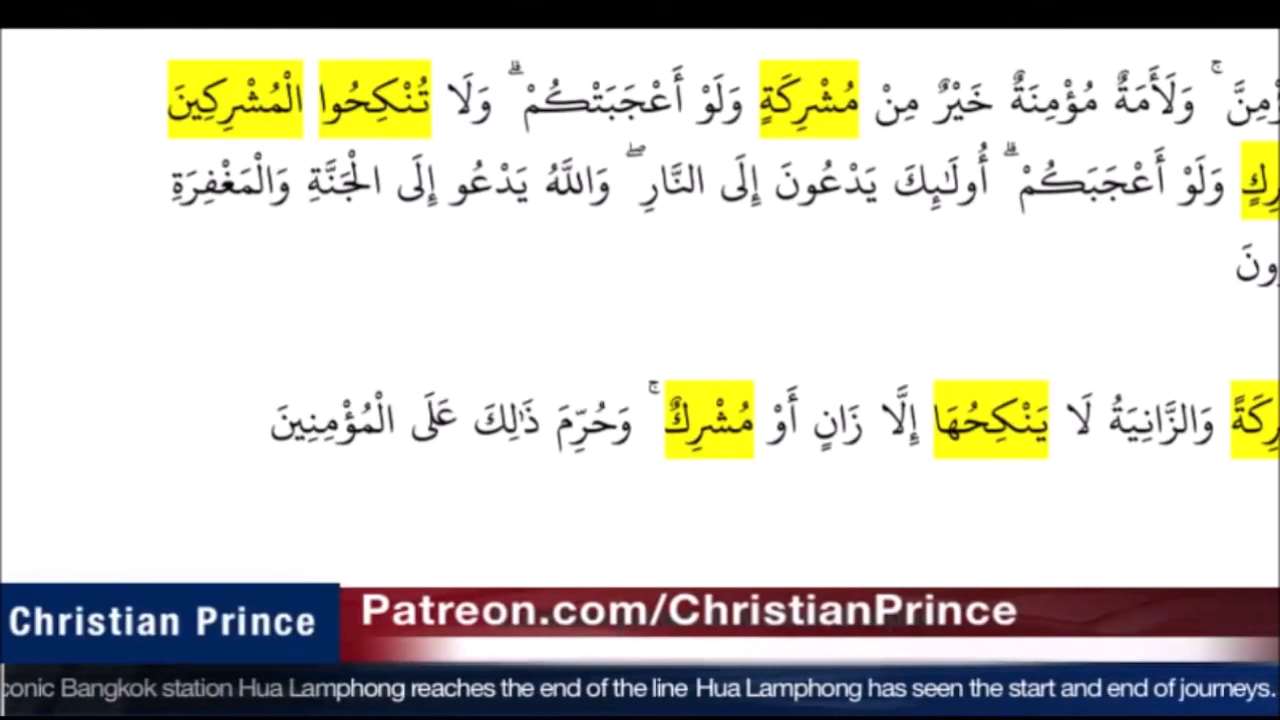 وَلَأَمَةٌ مُؤْمِنَةٌ خَيْرٌ مِنْ مُشْرِكَةٍ وَلَوْ أَعْجَبَتْكُمْ ۗ وَلَا تُنْكِحُوا الْمُشْرِكِينَ
وَلَوْ أَعْجَبَكُمْ ۗ أُولَٰئِكَ يَدْعُونَ إِلَى النَّارِ ۖ وَاللَّهُ يَدْعُو إِلَى الْجَنَّةِ وَالْمَغْفِرَةِ
وَالزَّانِيَةُ لَا يَنْكِحُهَا إِلَّا زَانٍ أَوْ مُشْرِكٌ ۚ وَحُرِّمَ ذَٰلِكَ عَلَى الْمُؤْمِنِينَ
Christian Prince
Patreon.com/ChristianPrince
conic Bangkok station Hua Lamphong reaches the end of the line Hua Lamphong has seen the start and end of journeys.